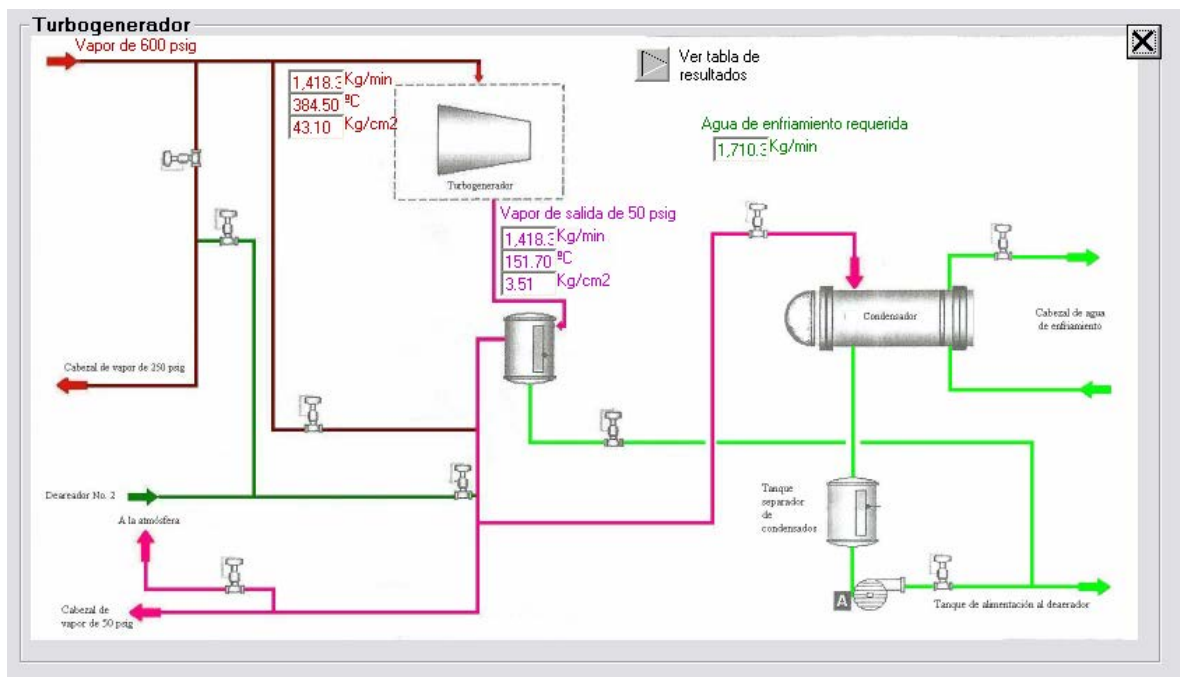 Turbogenerador
Vapor de 600 psig
Ver tabla de
resultados
1,418.3 Kg/min
384.50 ºC
43.10 Kg/cm2
Agua de enfriamiento requerida
1,710.3 Kg/min
Turbogenerador
Vapor de salida de 50 psig
1,418.3 Kg/min
151.70 ºC
3.51 Kg/cm2
Condensador
Cabezal de agua
de enfriamiento
Cabezal de vapor de 250 psig
Deareador No. 2
A la atmósfera
Tanque
separador
de
condensados
A
Tanque de alimentación al deaerador
Cabezal de
vapor de 50 psig